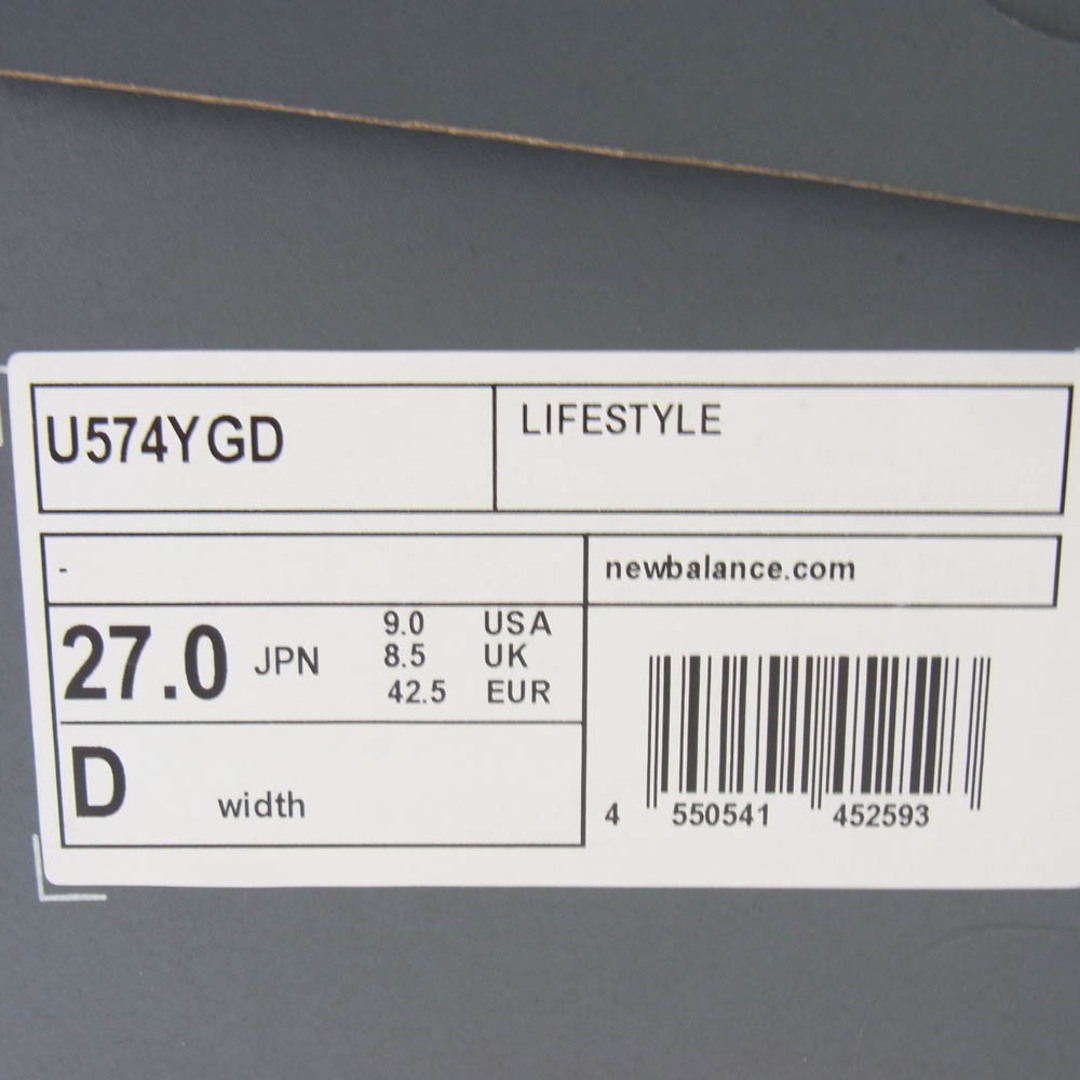 U574YGD
LIFESTYLE
-
newbalance.com
27.0 JPN
9.0 USA
8.5 UK
42.5 EUR
D width
4 550541 452593